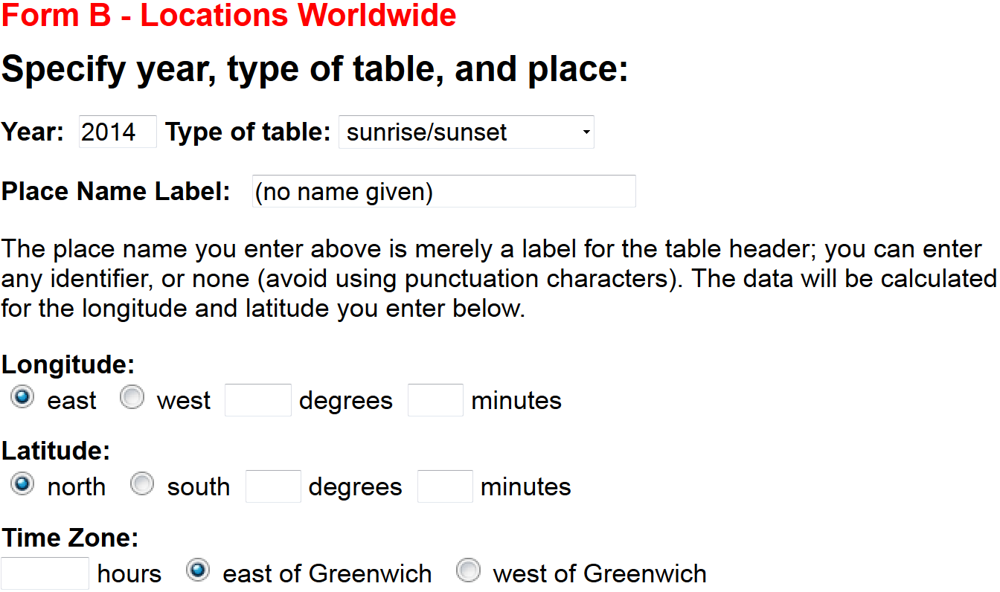 Form B - Locations Worldwide
Specify year, type of table, and place:
Year: 2014 Type of table: sunrise/sunset
Place Name Label: (no name given)
The place name you enter above is merely a label for the table header; you can enter
any identifier, or none (avoid using punctuation characters). The data will be calculated
for the longitude and latitude you enter below.
Longitude:
east west degrees minutes
Latitude:
north south degrees minutes
Time Zone:
hours east of Greenwich west of Greenwich